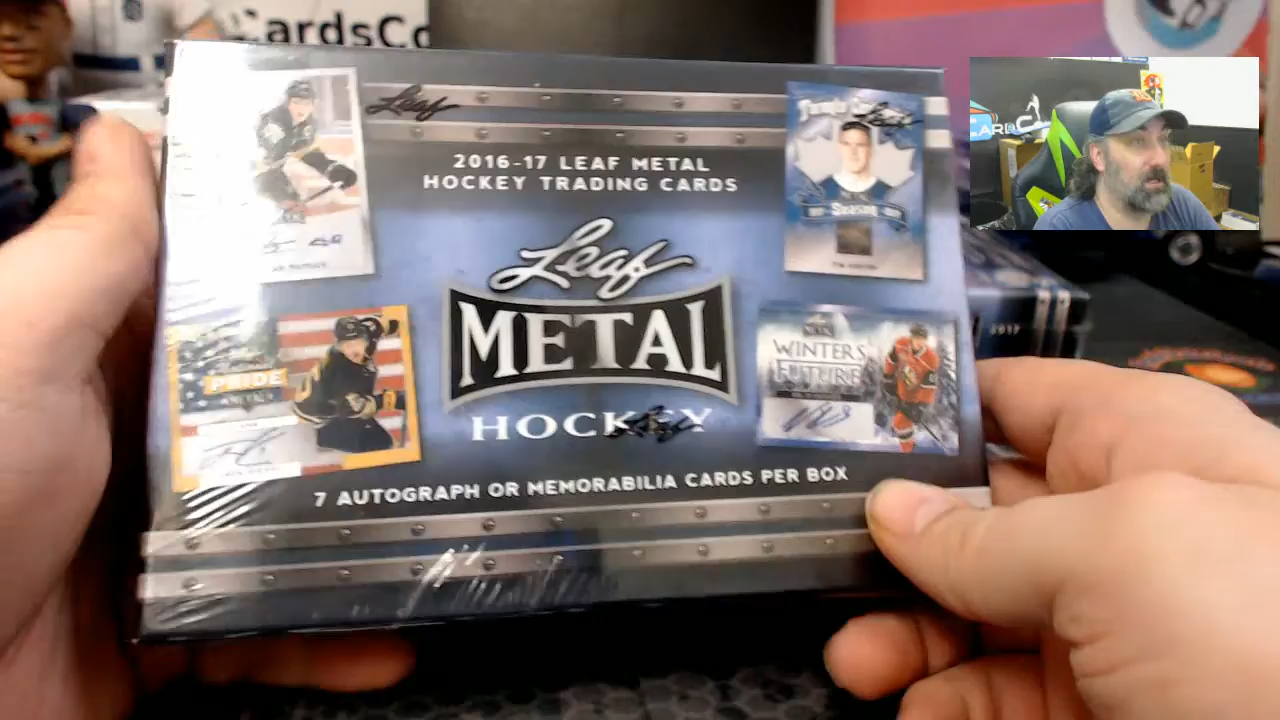 CardsCo
Leaf
2016-17 LEAF METAL
HOCKEY TRADING CARDS
Leaf
METAL
HOCKEY
7 AUTOGRAPH OR MEMORABILIA CARDS PER BOX
PRIDE
Season
WINTERS
FUTURE
2017